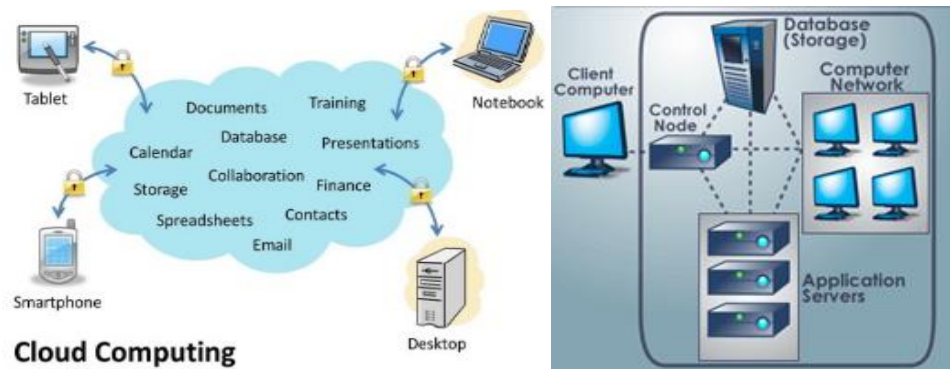 Tablet
Notebook
Documents
Training
Database
Presentations
Calendar
Collaboration
Storage
Finance
Spreadsheets
Contacts
Email
Smartphone
Desktop
Cloud Computing
Database
(Storage)
Client
Computer
Computer
Network
Control
Node
Application
Servers